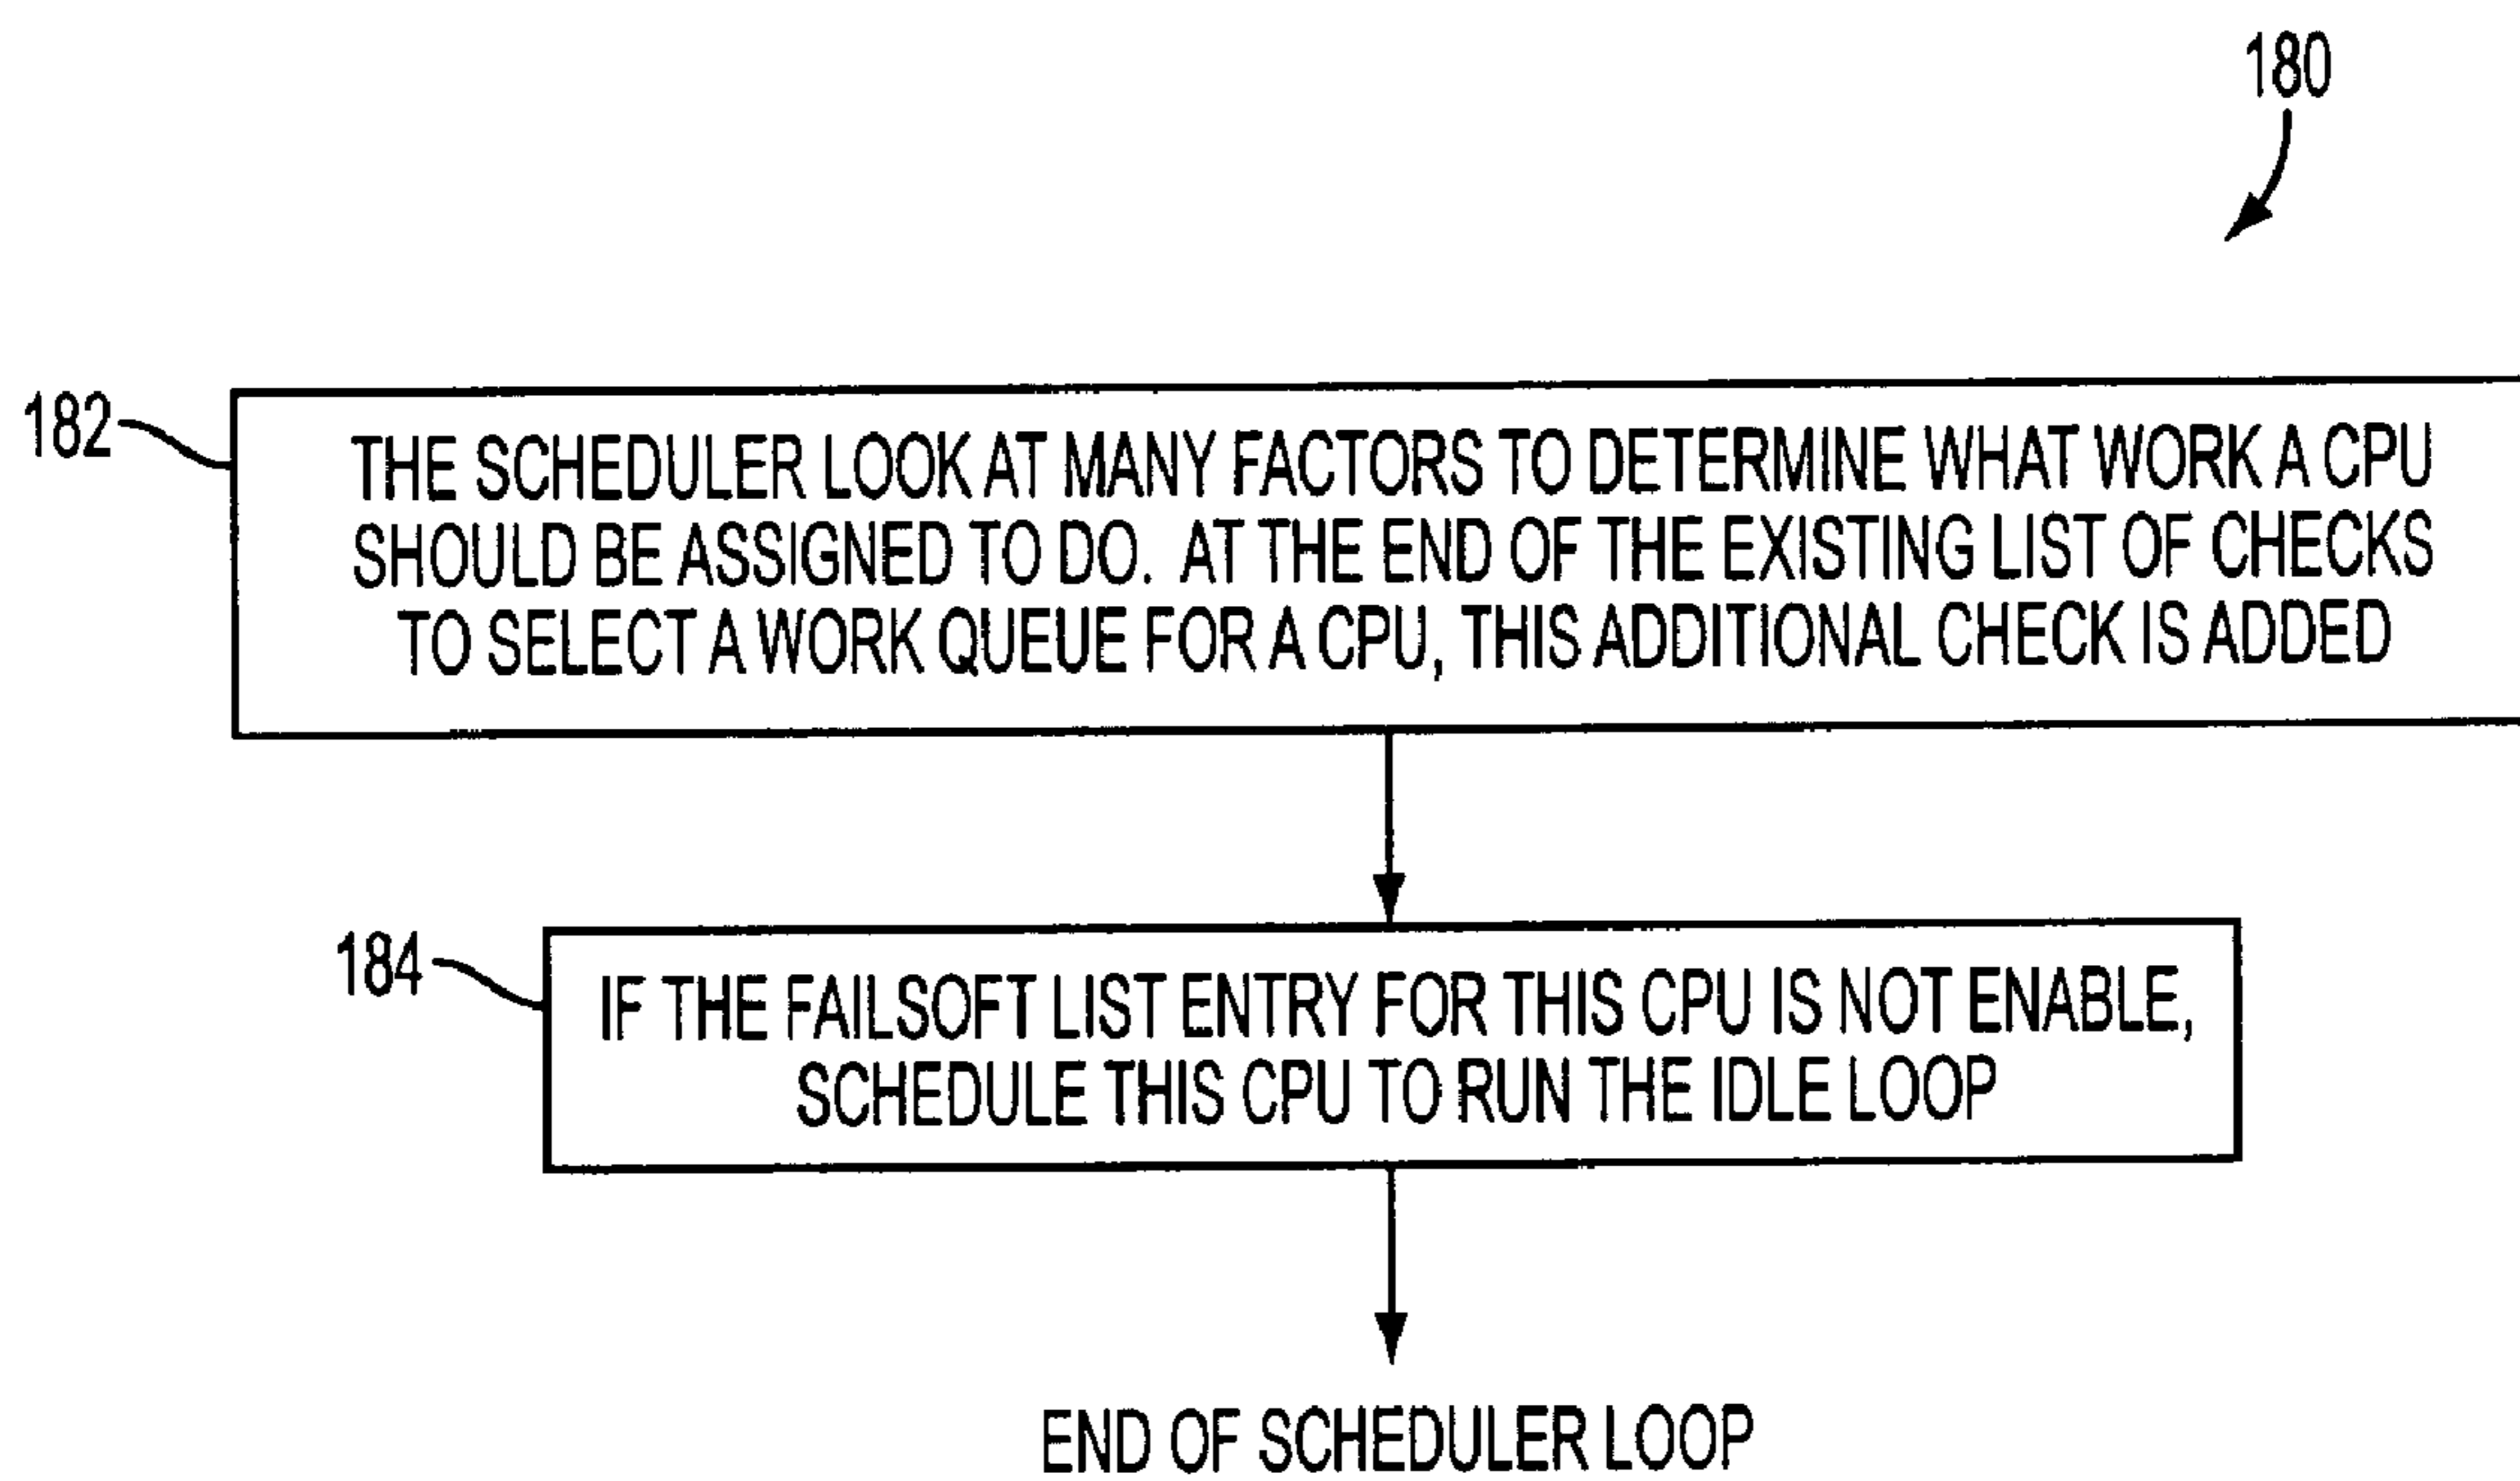 180
182
THE SCHEDULER LOOK AT MANY FACTORS TO DETERMINE WHAT WORK A CPU
SHOULD BE ASSIGNED TO DO. AT THE END OF THE EXISTING LIST OF CHECKS
TO SELECT A WORK QUEUE FOR A CPU, THIS ADDITIONAL CHECK IS ADDED
184
IF THE FAILSOFT LIST ENTRY FOR THIS CPU IS NOT ENABLE,
SCHEDULE THIS CPU TO RUN THE IDLE LOOP
END OF SCHEDULER LOOP